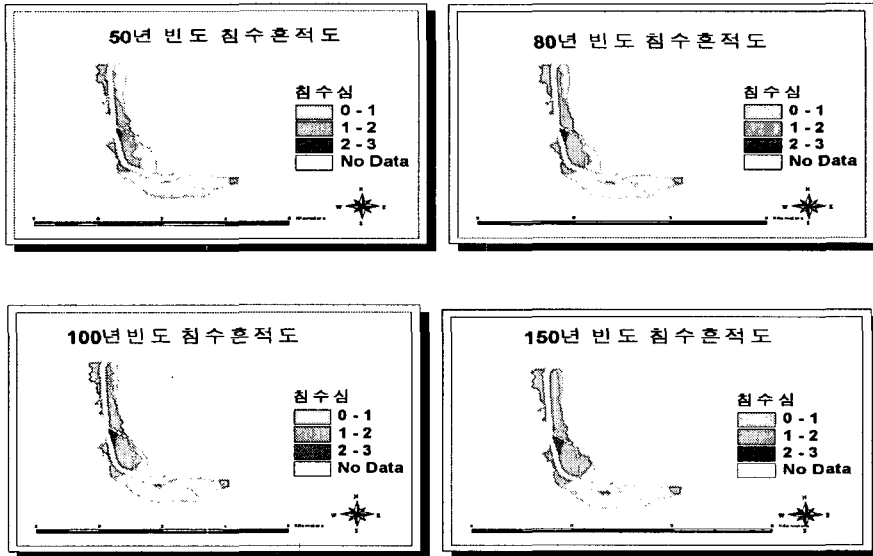 50년 빈도 침수흔적도
침수심
0 - 1
1 - 2
2 - 3
No Data
N
W E
S
Kilometers
80년 빈도 침수흔적도
침수심
0 - 1
1 - 2
2 - 3
No Data
N
W E
S
Kilometers
100년 빈도 침수흔적도
침수심
0 - 1
1 - 2
2 - 3
No Data
N
W E
S
Kilometers
150년 빈도 침수흔적도
침수심
0 - 1
1 - 2
2 - 3
No Data
N
W E
S
Kilometers